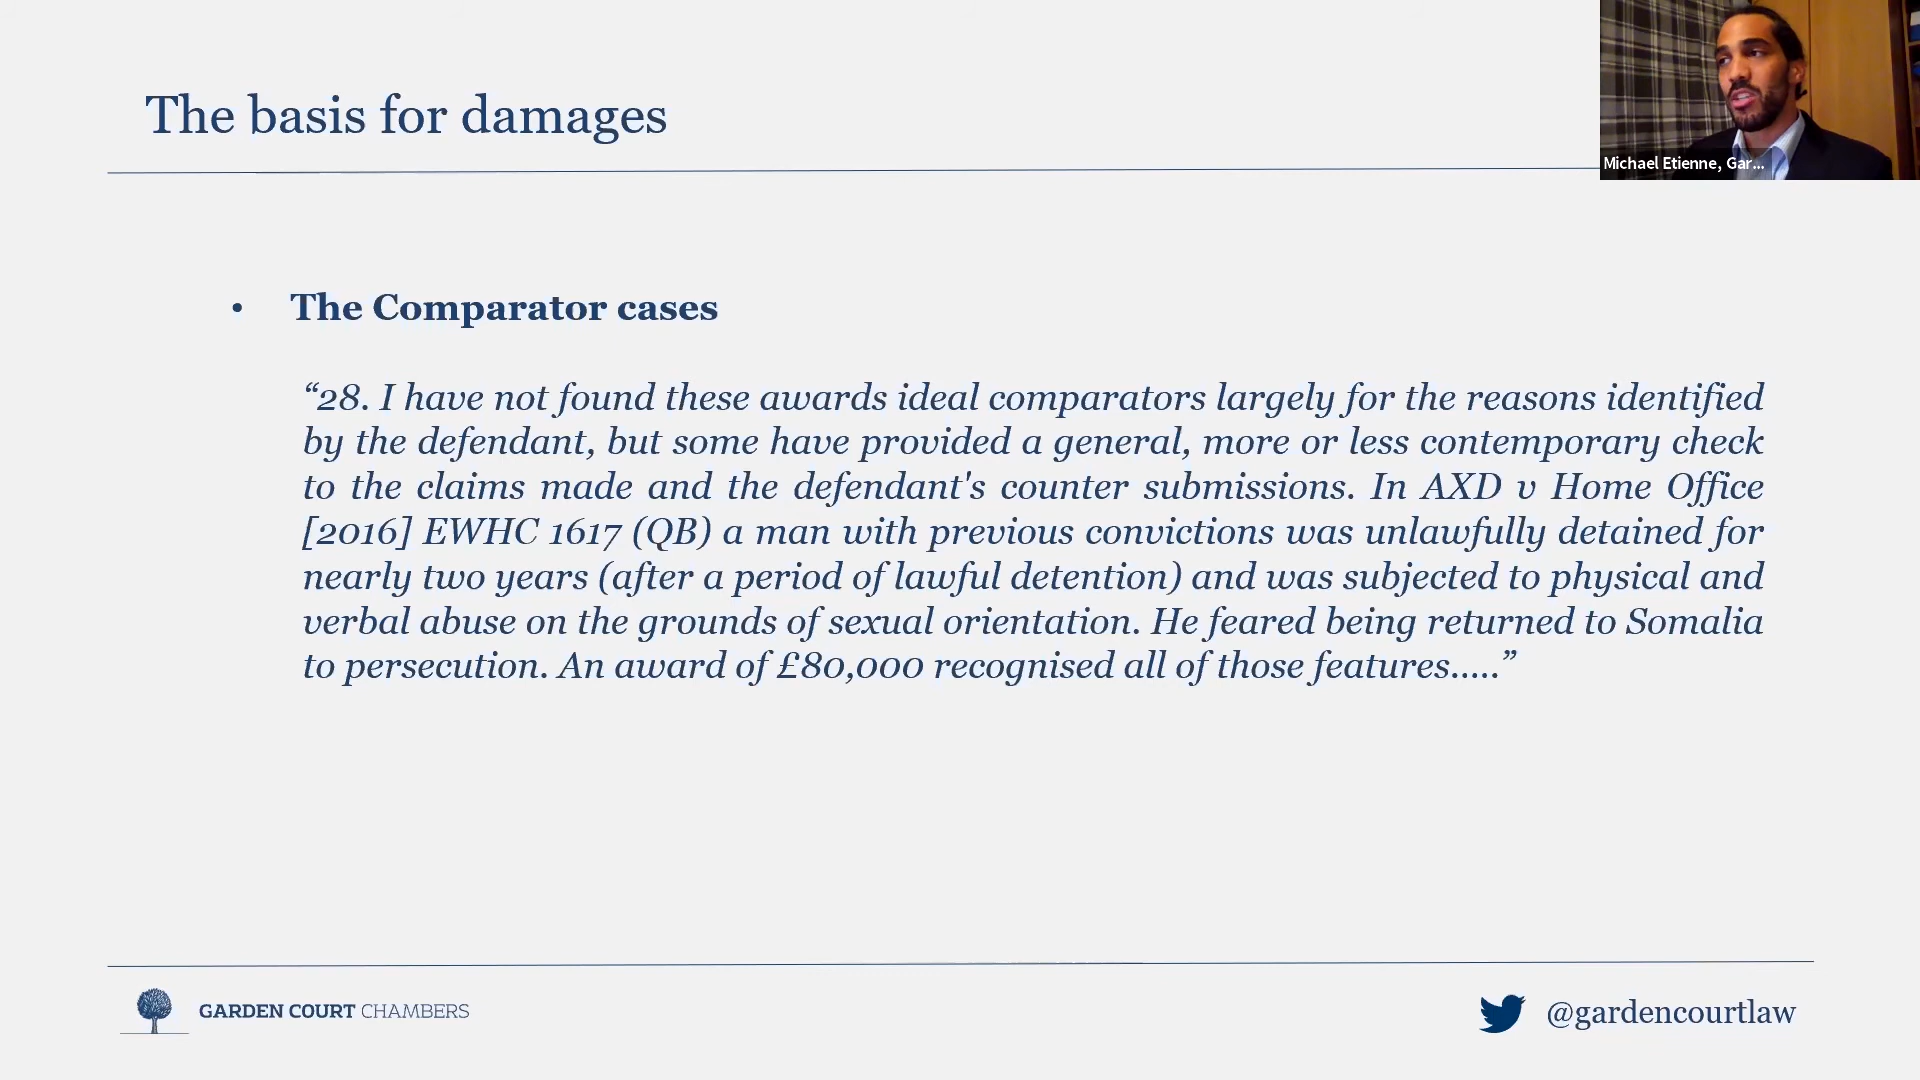 The basis for damages
Michael Etienne, Gar...
• The Comparator cases
“28. I have not found these awards ideal comparators largely for the reasons identified
by the defendant, but some have provided a general, more or less contemporary check
to the claims made and the defendant's counter submissions. In AXD v Home Office
[2016] EWHC 1617 (QB) a man with previous convictions was unlawfully detained for
nearly two years (after a period of lawful detention) and was subjected to physical and
verbal abuse on the grounds of sexual orientation. He feared being returned to Somalia
to persecution. An award of £80,000 recognised all of those features…..”
GARDEN COURT CHAMBERS
@gardencourtlaw